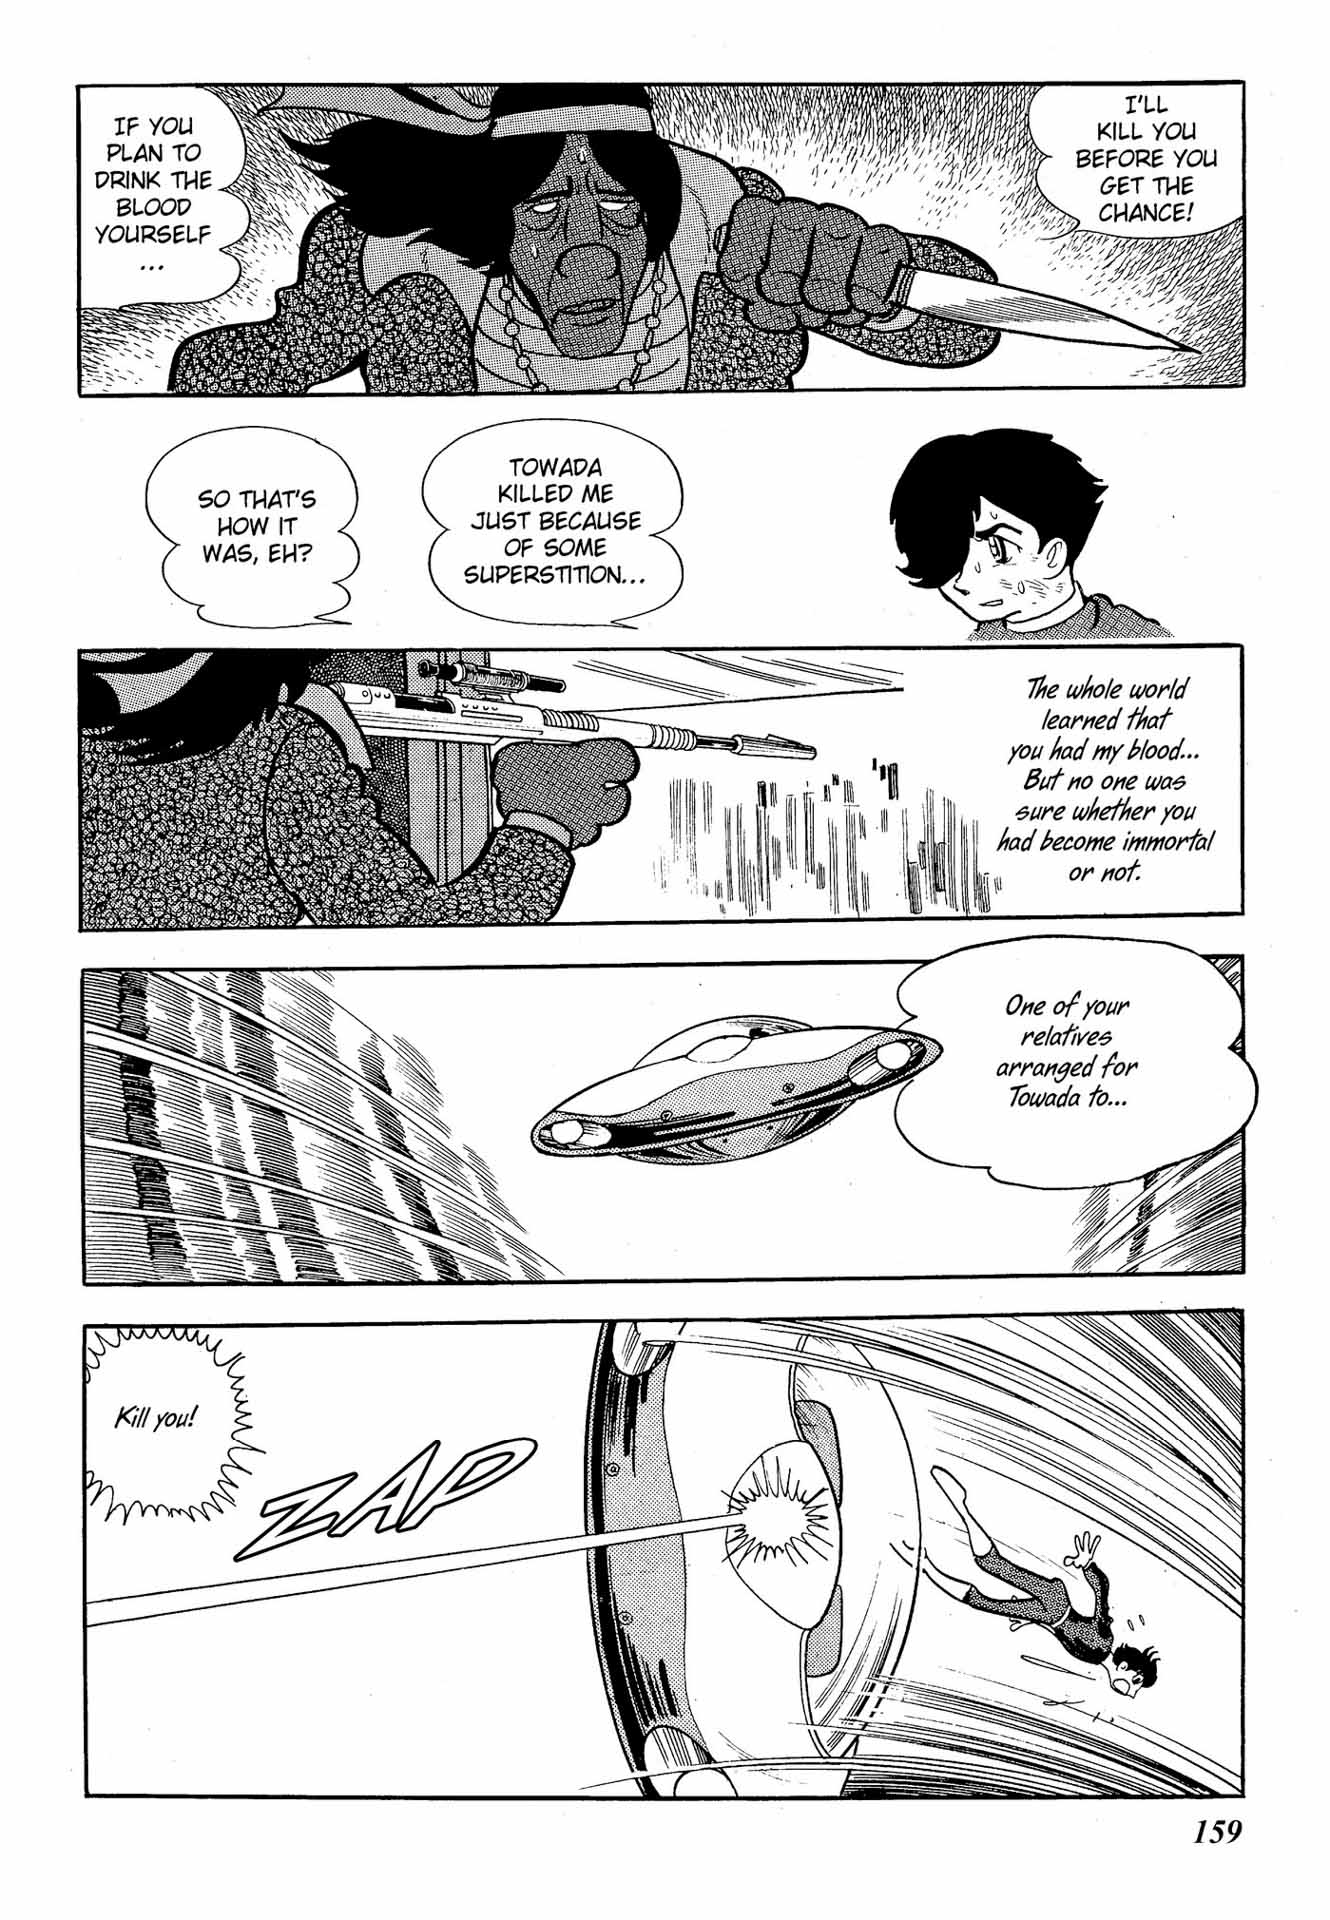 IF YOU
PLAN TO
DRINK THE
BLOOD
YOURSELF
...
I'LL
KILL YOU
BEFORE YOU
GET THE
CHANCE!
SO THAT'S
HOW IT
WAS, EH?
TOWADA
KILLED ME
JUST BECAUSE
OF SOME
SUPERSTITION...
The whole world
learned that
you had my blood...
But no one was
sure whether you
had become immortal
or not.
One of your
relatives
arranged for
Towada to...
Kill you!
ZAP
159